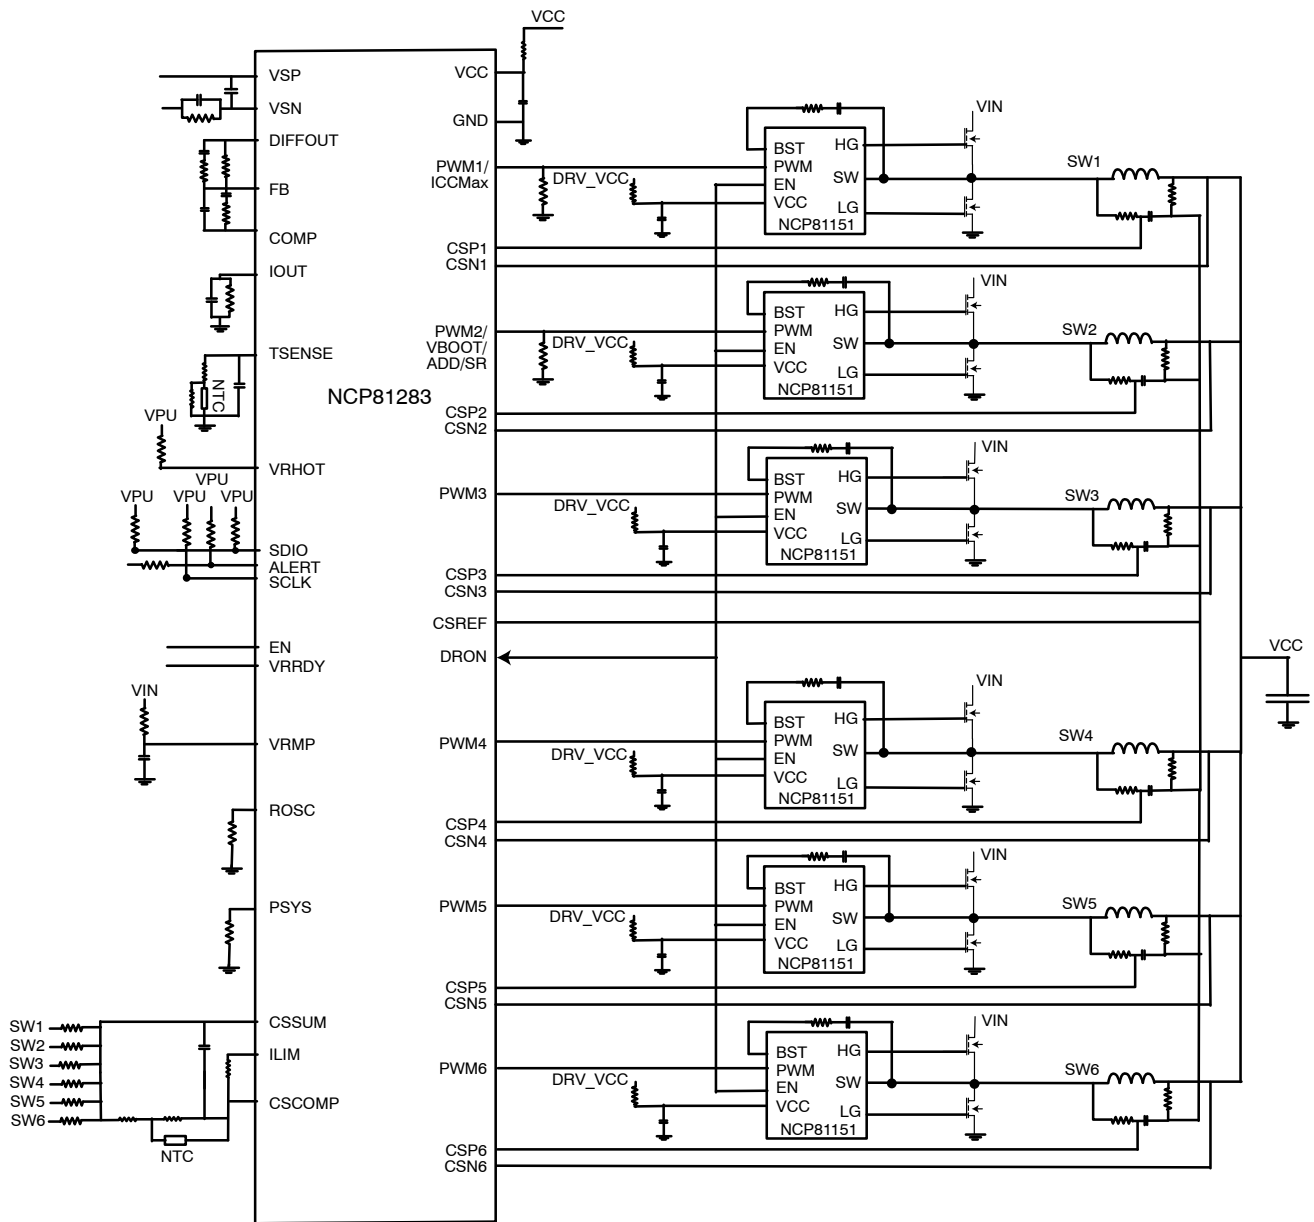 VCC
VSP
VSN
DIFFOUT
FB
COMP
IOUT
TSENSE
NTC
VPU
VRHOT
VPU
VPU
VPU
VPU
SDIO
ALERT
SCLK
EN
VRRDY
VIN
VRMP
ROSC
PSYS
SW1
SW2
SW3
SW4
SW5
SW6
NTC
CSSUM
ILIM
CSCOMP
NCP81283
VCC
GND
PWM1/
ICCMax
CSP1
CSN1
PWM2/
VBOOT/
ADD/SR
CSP2
CSN2
PWM3
CSP3
CSN3
CSREF
DRON
PWM4
CSP4
CSN4
PWM5
CSP5
CSN5
PWM6
CSP6
CSN6
DRV_VCC
BST
PWM
EN
VCC
HG
SW
LG
NCP81151
VIN
SW1
DRV_VCC
BST
PWM
EN
VCC
HG
SW
LG
NCP81151
VIN
SW2
DRV_VCC
BST
PWM
EN
VCC
HG
SW
LG
NCP81151
VIN
SW3
VCC
DRV_VCC
BST
PWM
EN
VCC
HG
SW
LG
NCP81151
VIN
SW4
DRV_VCC
BST
PWM
EN
VCC
HG
SW
LG
NCP81151
VIN
SW5
DRV_VCC
BST
PWM
EN
VCC
HG
SW
LG
NCP81151
VIN
SW6